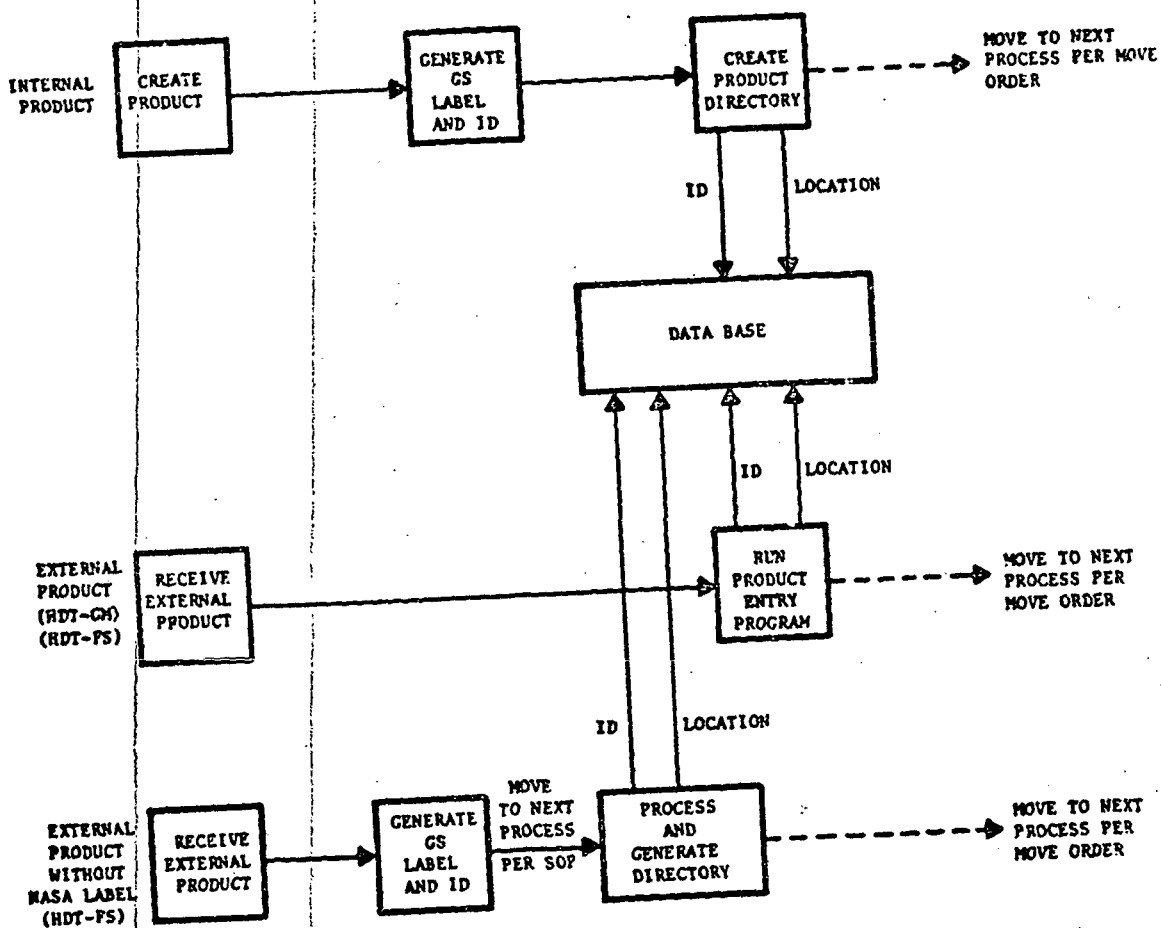 INTERNAL
PRODUCT
CREATE
PRODUCT
GENERATE
GS
LABEL
AND ID
CREATE
PRODUCT
DIRECTORY
MOVE TO NEXT
PROCESS PER MOVE
ORDER
ID
LOCATION
DATA BASE
ID
LOCATION
EXTERNAL
PRODUCT
(HDT-GM)
(HDT-FS)
RECEIVE
EXTERNAL
PRODUCT
RUN
PRODUCT
ENTRY
PROGRAM
MOVE TO NEXT
PROCESS PER
MOVE ORDER
ID
LOCATION
EXTERNAL
PRODUCT
WITHOUT
NASA LABEL
(HDT-FS)
RECEIVE
EXTERNAL
PRODUCT
GENERATE
GS
LABEL
AND ID
MOVE
TO NEXT
PROCESS
PER SOP
PROCESS
AND
GENERATE
DIRECTORY
MOVE TO NEXT
PROCESS PER
MOVE ORDER